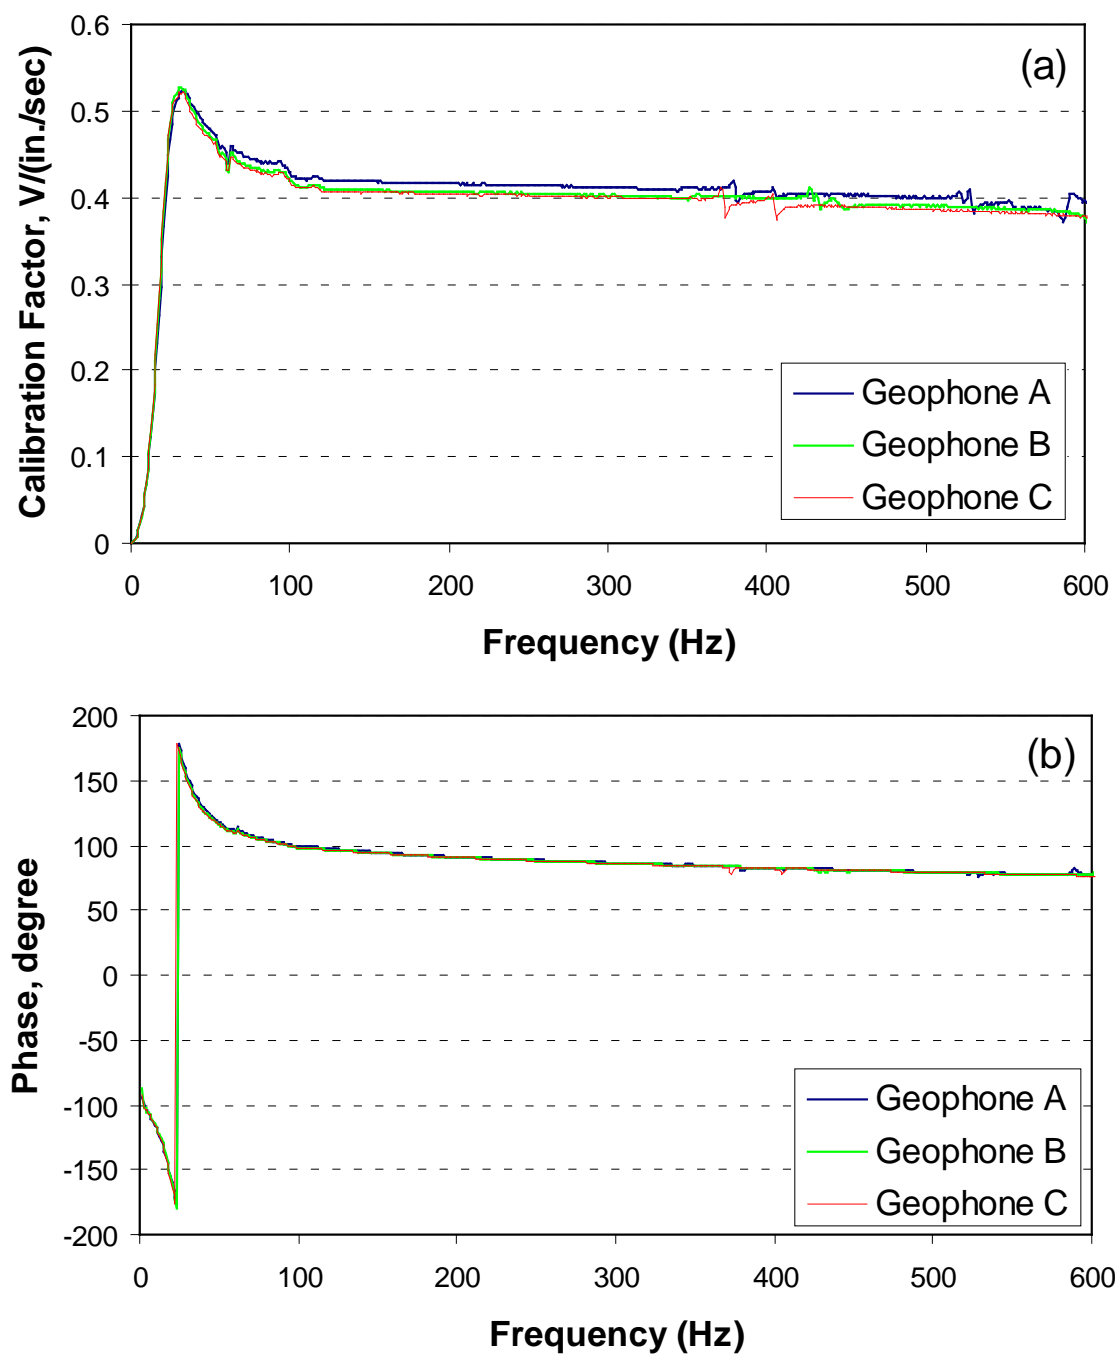 (a)
Calibration Factor, V/(in./sec)
0.6
0.5
0.4
0.3
0.2
0.1
0
Geophone A
Geophone B
Geophone C
0 100 200 300 400 500 600
Frequency (Hz)
(b)
Phase, degree
200
150
100
50
0
-50
-100
-150
-200
Geophone A
Geophone B
Geophone C
0 100 200 300 400 500 600
Frequency (Hz)